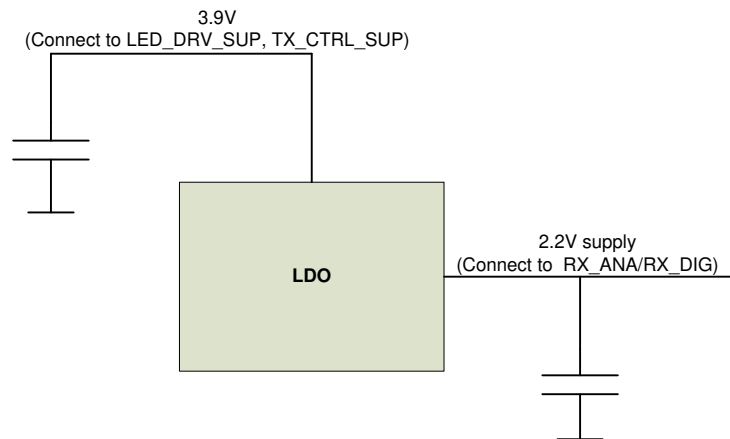 3.9V
(Connect to LED_DRV_SUP, TX_CTRL_SUP)
2.2V supply
(Connect to  RX_ANA/RX_DIG)
LDO